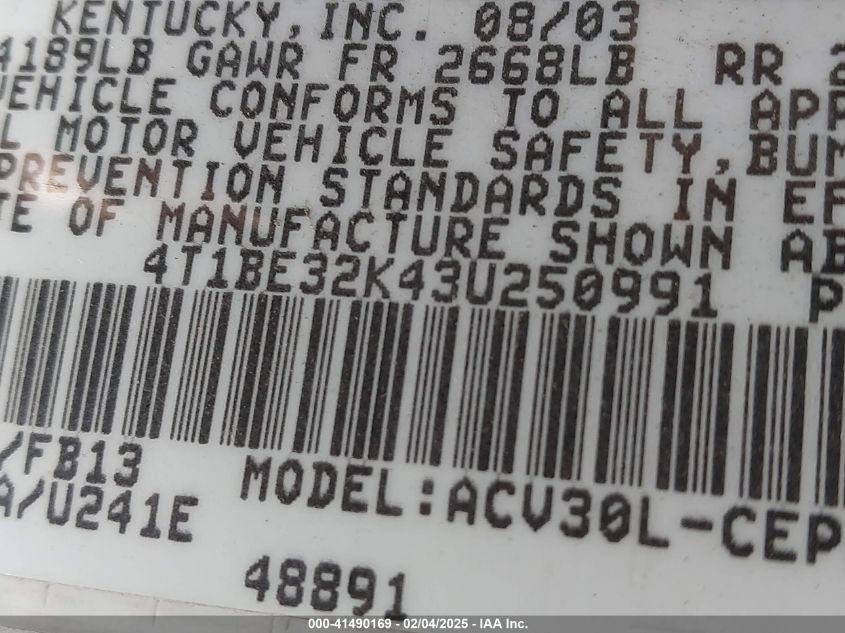 KENTUCKY, INC. 08/03
4189LB GAWR FR 2668LB RR 2
VEHICLE CONFORMS TO ALL APP
L MOTOR VEHICLE SAFETY, BUM
PREVENTION STANDARDS IN EF
TE OF MANUFACTURE SHOWN AB
4T1BE32K43U250991 P
/FB13 MODEL:ACV30L-CEP
A/U241E
48891
000-41490169 - 02/04/2025 - IAA Inc.